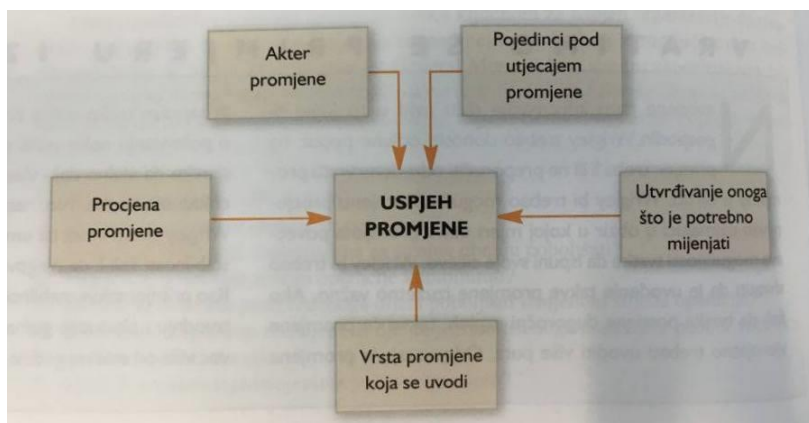 Akter
promjene
Pojedinci pod
utjecajem
promjene
Procjena
promjene
USPJEH
PROMJENE
Utvrđivanje onoga
što je potrebno
mijenjati
Vrsta promjene
koja se uvodi